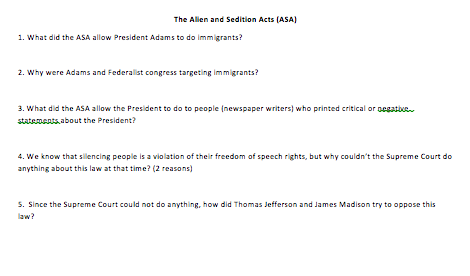 The Alien and Sedition Acts (ASA)
1. What did the ASA allow President Adams to do immigrants?
2. Why were Adams and Federalist congress targeting immigrants?
3. What did the ASA allow the President to do to people (newspaper writers) who printed critical or negative
statements about the President?
4. We know that silencing people is a violation of their freedom of speech rights, but why couldn't the Supreme Court do
anything about this law at that time? (2 reasons)
5. Since the Supreme Court could not do anything, how did Thomas Jefferson and James Madison try to oppose this
law?